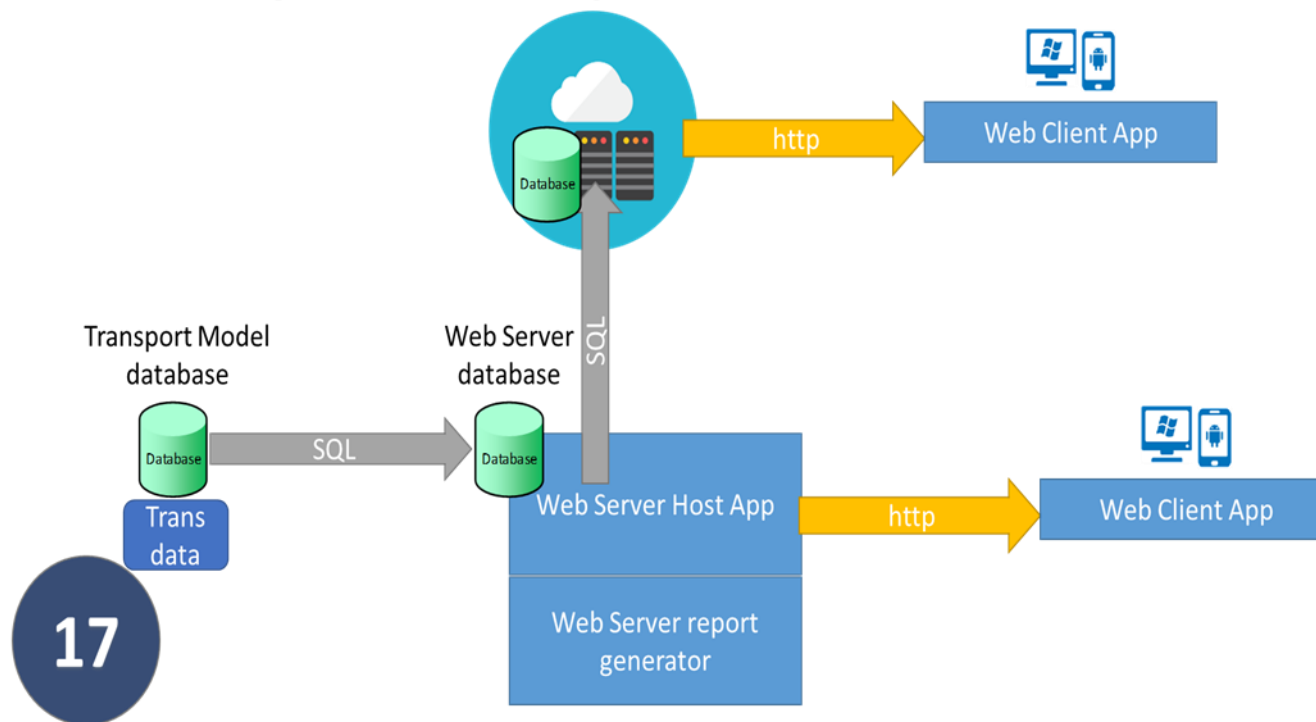 Web Client App
http
Database
SQL
Transport Model
database
Web Server
database
Database
SQL
Database
Trans
data
Web Server Host App
http
Web Client App
Web Server report
generator
17